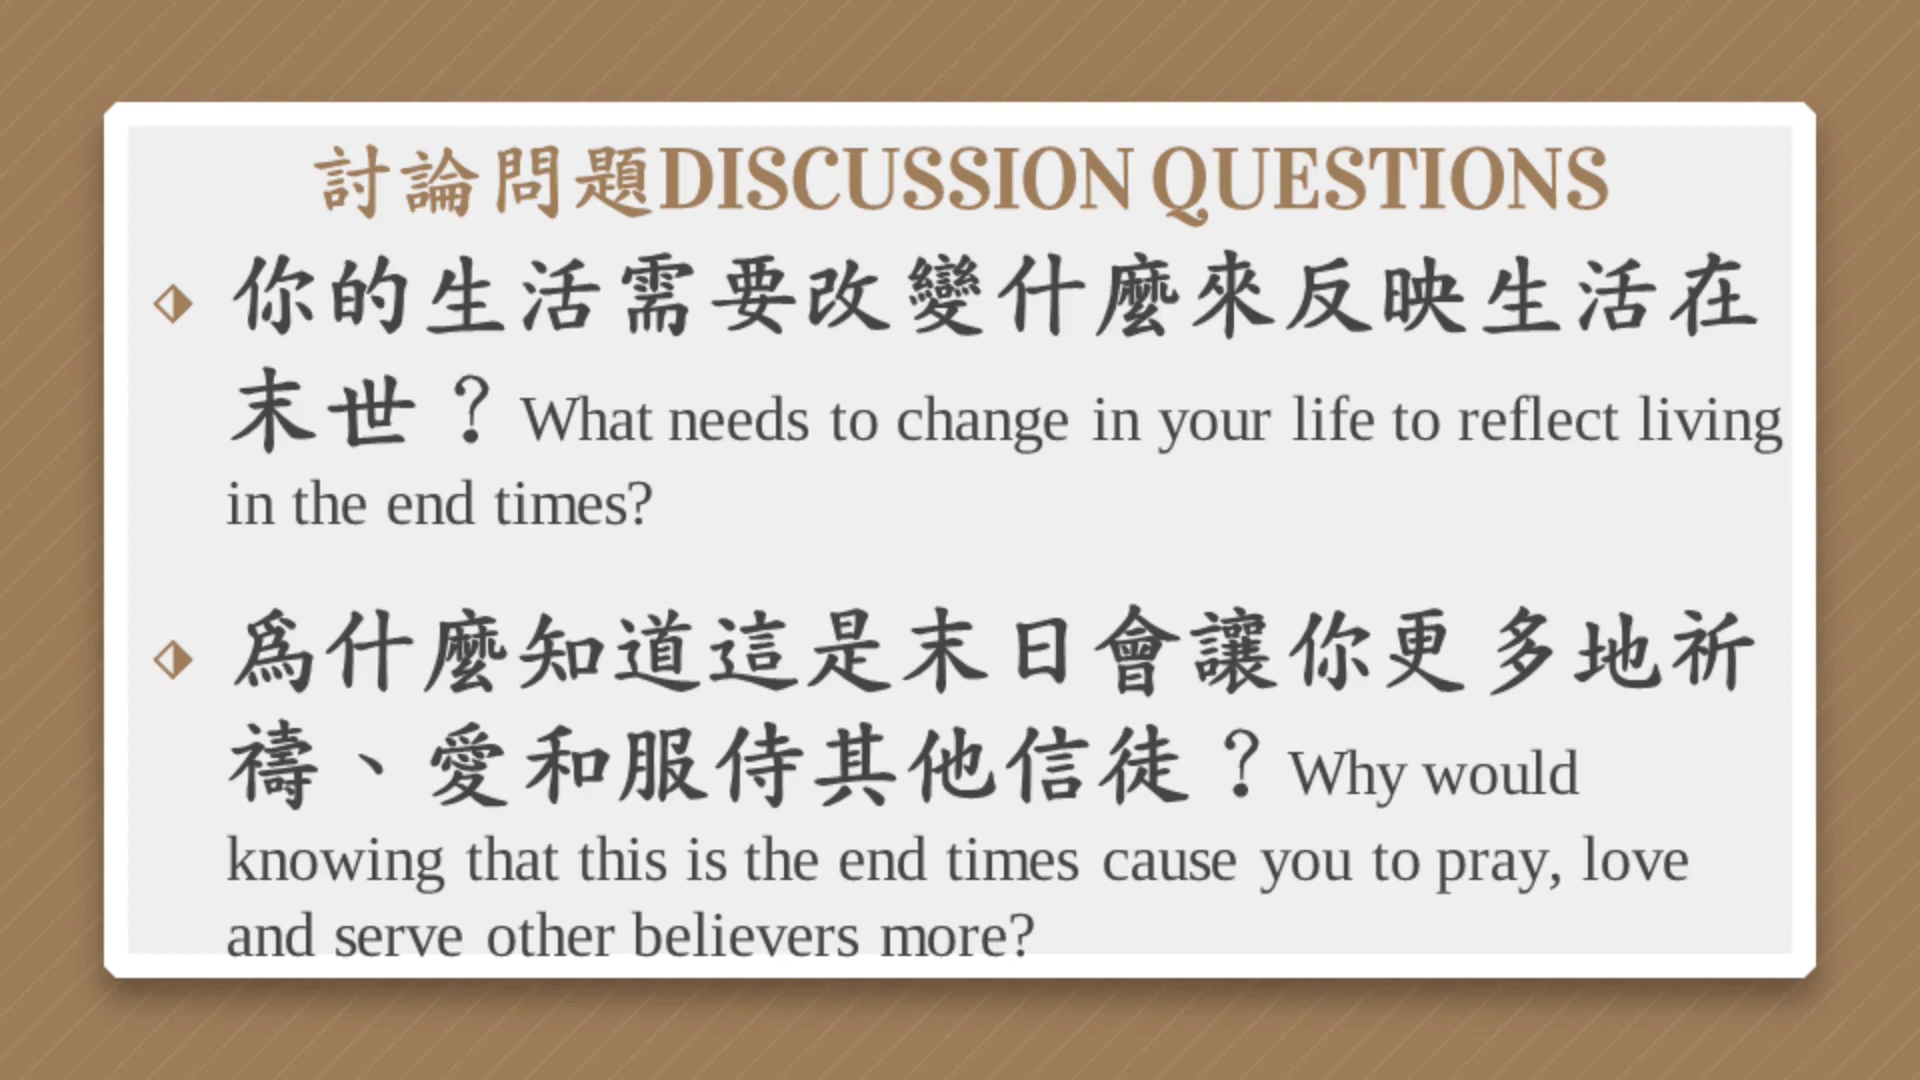 討論問題DISCUSSION QUESTIONS
你的生活需要改變什麼來反映生活在
末世？What needs to change in your life to reflect living
in the end times?
爲什麼知道這是末日會讓你更多地祈
禱、愛和服侍其他信徒？Why would
knowing that this is the end times cause you to pray, love
and serve other believers more?